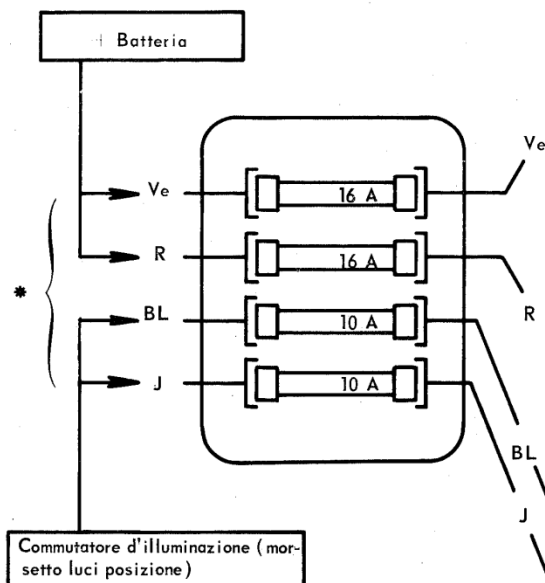 Batteria
Ve
Ve
16 A
R
16 A
R
*
BL
10 A
J
10 A
BL
J
Commutatore d'illuminazione (mor-
setto luci posizione)